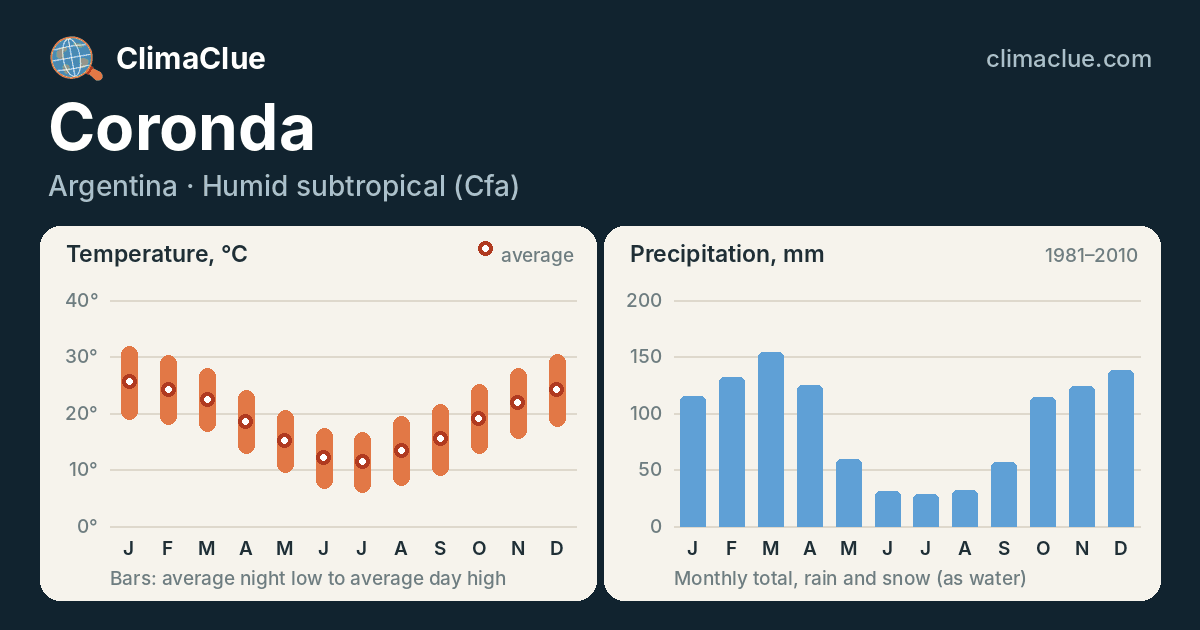 ClimaClue
climaclue.com
Coronda
Argentina · Humid subtropical (Cfa)
Temperature, °C
average
40°
30°
20°
10°
0°
J F M A M J J A S O N D
Bars: average night low to average day high
Precipitation, mm
1981–2010
200
150
100
50
0
J F M A M J J A S O N D
Monthly total, rain and snow (as water)